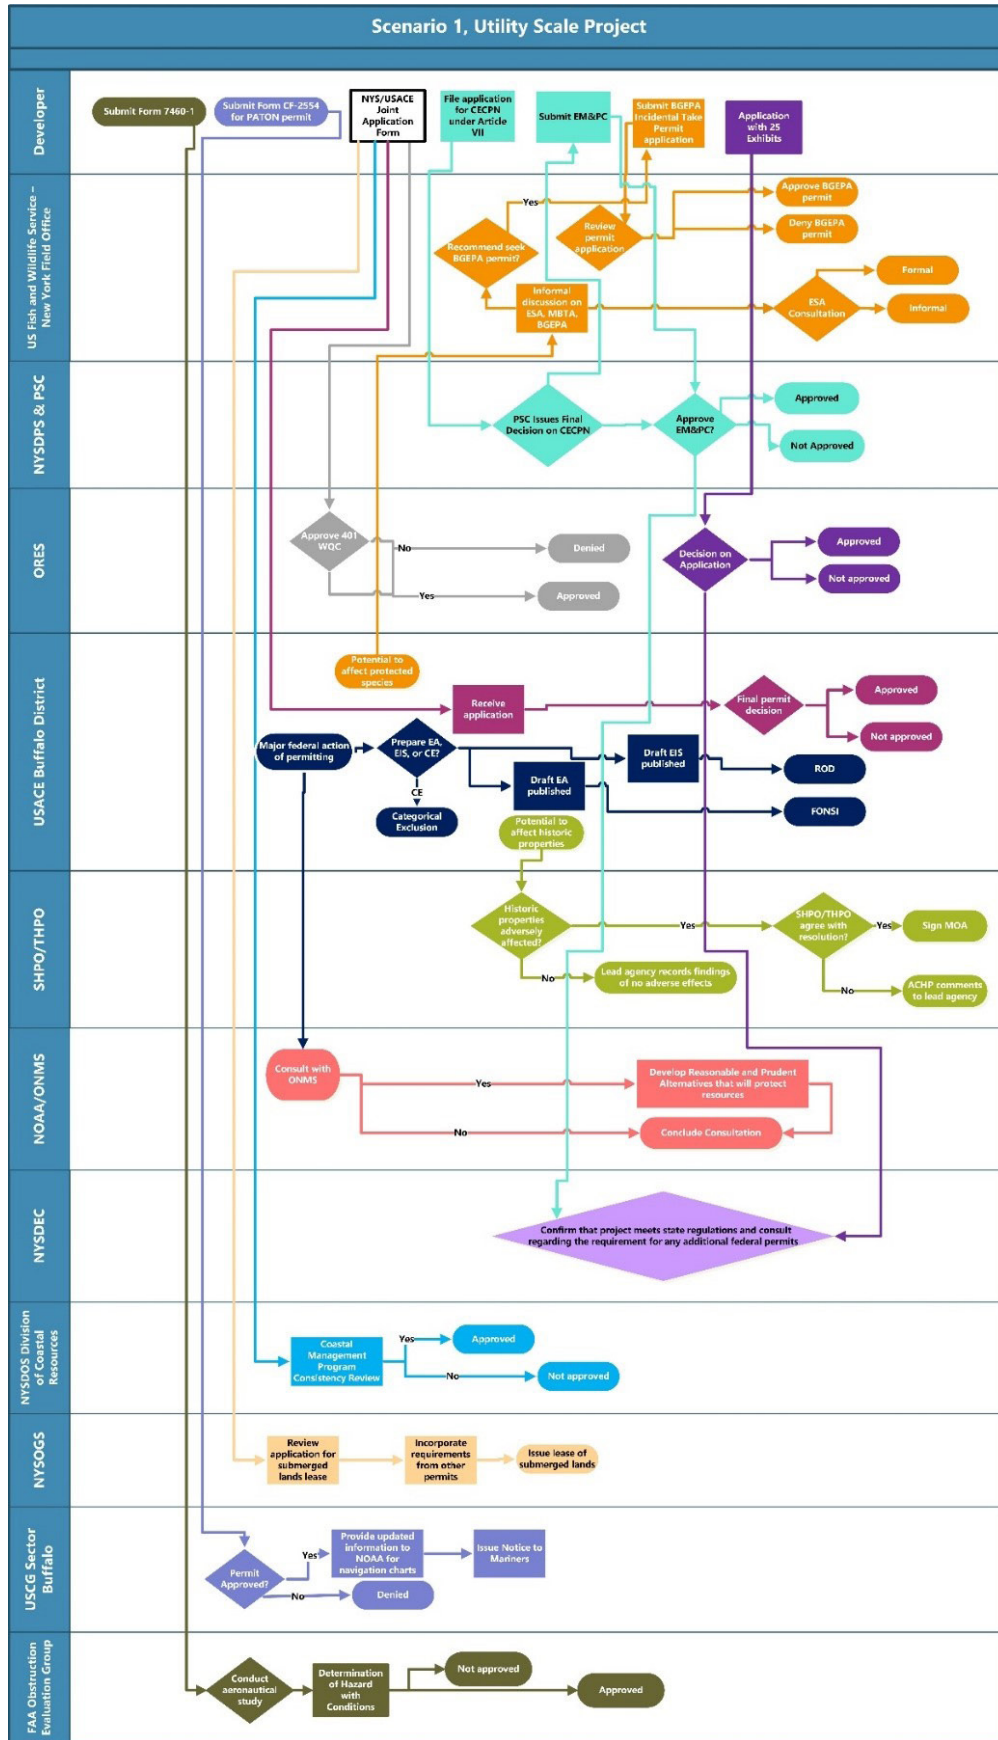 Scenario 1, Utility Scale Project
Developer
Submit Form 7460-1
Submit Form CF-2554
for PATON permit
NYS/USACE
Joint
Application
Form
File application
for CECPN
under Article
VII
Submit EM&PC
Submit BGEPA
Incidental Take
Permit
application
Application
with 25
Exhibits
US Fish and Wildlife Service –
New York Field Office
Yes
Recommend seek
BGEPA permit?
Review
permit
application
Approve BGEPA
permit
Deny BGEPA
permit
Informal
discussion on
ESA, MBTA,
BGEPA
ESA
Consultation
Formal
Informal
NYSDPS & PSC
PSC Issues Final
Decision on CECPN
Approve
EM&PC?
Approved
Not Approved
ORES
Approve 401
WQC
No
Denied
Yes
Approved
Decision on
Application
Approved
Not approved
USACE Buffalo District
Potential to
affect protected
species
Receive
application
Final permit
decision
Approved
Not approved
Major federal action
of permitting
Prepare EA,
EIS, or CE?
CE
Categorical
Exclusion
Draft EA
published
Draft EIS
published
ROD
FONSI
Potential to
affect historic
properties
SHPO/THPO
Historic
properties
adversely
affected?
Yes
No
Lead agency records findings
of no adverse effects
SHPO/THPO
agree with
resolution?
Yes
Sign MOA
No
ACHP comments
to lead agency
NOAA/ONMS
Consult with
ONMS
Yes
Develop Reasonable and Prudent
Alternatives that will protect
resources
No
Conclude Consultation
NYSDEC
Confirm that project meets state regulations and consult
regarding the requirement for any additional federal permits
NYSDOS Division
of Coastal
Resources
Coastal
Management
Program
Consistency Review
Yes
Approved
No
Not approved
NYSOGS
Review
application for
submerged
lands lease
Incorporate
requirements
from other
permits
Issue lease of
submerged lands
USCG Sector
Buffalo
Permit
Approved?
Yes
Provide updated
information to
NOAA for
navigation charts
Issue Notice to
Mariners
No
Denied
FAA Obstruction
Evaluation Group
Conduct
aeronautical
study
Determination
of Hazard
with
Conditions
Not approved
Approved